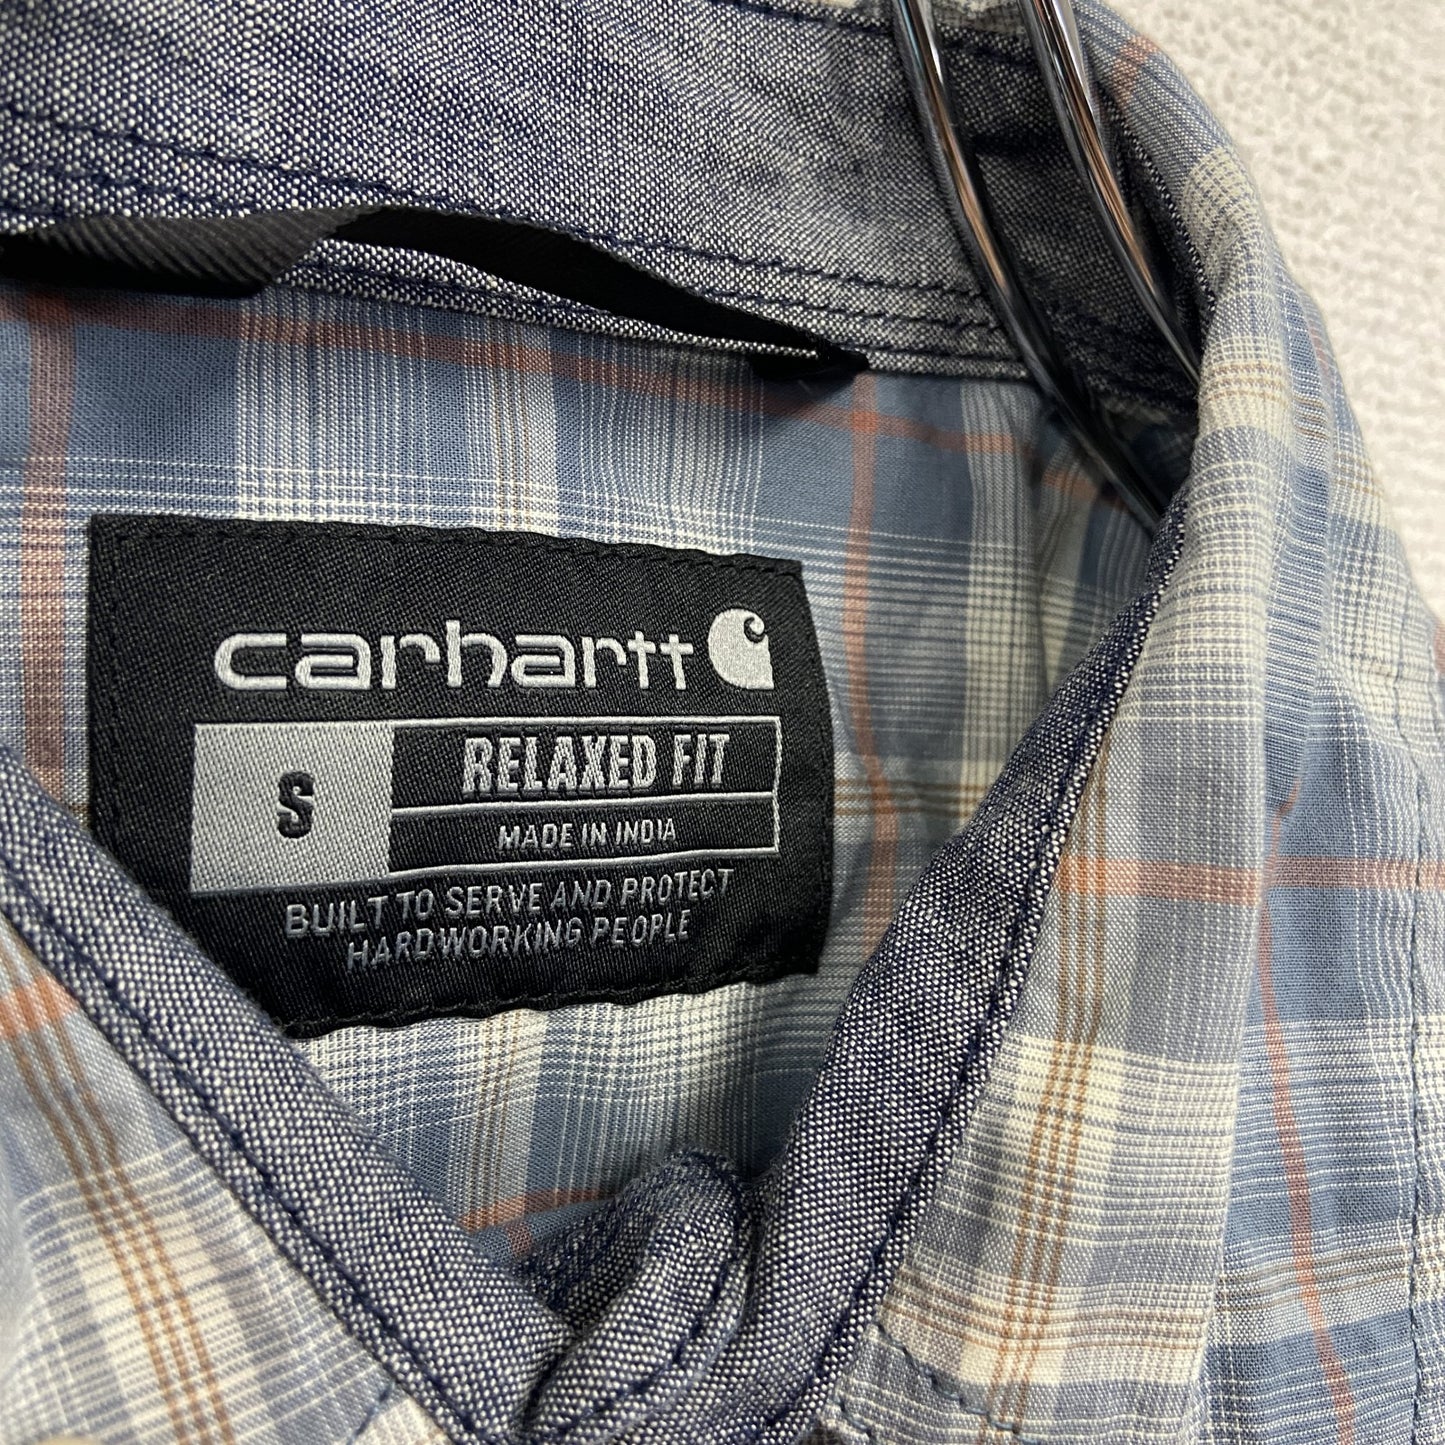 carhartt
S
RELAXED FIT
MADE IN INDIA
BUILT TO SERVE AND PROTECT
HARDWORKING PEOPLE